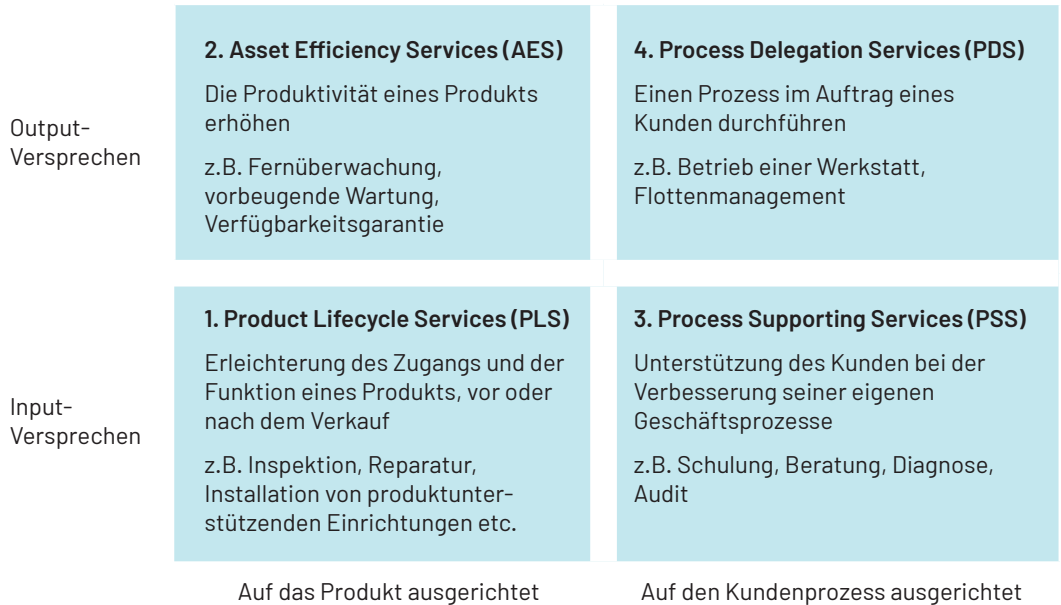 Output-
Versprechen
2. Asset Efficiency Services (AES)
Die Produktivität eines Produkts
erhöhen
z.B. Fernüberwachung,
vorbeugende Wartung,
Verfügbarkeitsgarantie
4. Process Delegation Services (PDS)
Einen Prozess im Auftrag eines
Kunden durchführen
z.B. Betrieb einer Werkstatt,
Flottenmanagement
Input-
Versprechen
1. Product Lifecycle Services (PLS)
Erleichterung des Zugangs und der
Funktion eines Produkts, vor oder
nach dem Verkauf
z.B. Inspektion, Reparatur,
Installation von produktunter-
stützenden Einrichtungen etc.
3. Process Supporting Services (PSS)
Unterstützung des Kunden bei der
Verbesserung seiner eigenen
Geschäftsprozesse
z.B. Schulung, Beratung, Diagnose,
Audit
Auf das Produkt ausgerichtet
Auf den Kundenprozess ausgerichtet